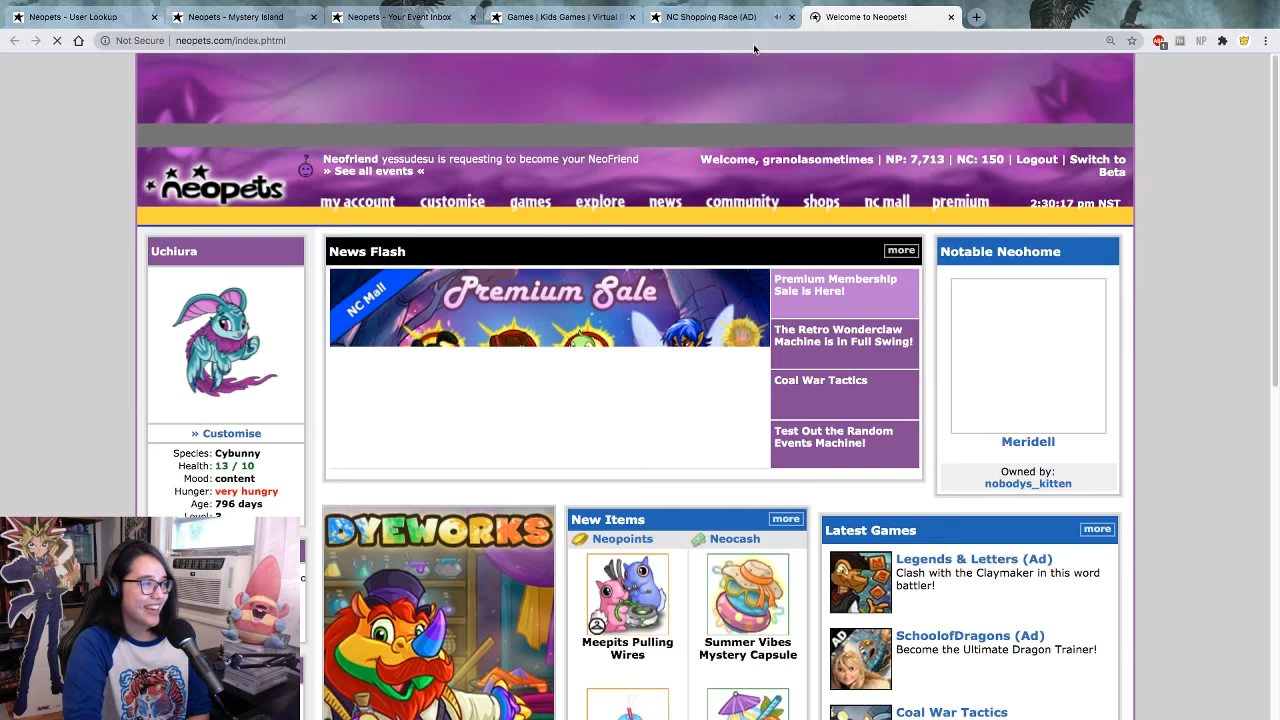 Neopets - User Lookup
Neopets - Mystery Island
Neopets - Your Event Inbox
Games | Kids Games | Virtual
NC Shopping Race (AD)
Welcome to Neopets!
Not Secure | neopets.com/index.phtml
Neofriend yessudesu is requesting to become your NeoFriend
» See all events «
Welcome, granolasometimes | NP: 7,713 | NC: 150 | Logout | Switch to
Beta
neopets
my account customise games explore news community shops nc mall premium
2:30:17 pm NST
Uchiura
» Customise
Species: Cybunny
Health: 13 / 10
Mood: content
Hunger: very hungry
Age: 796 days
News Flash
more
NC Mall
Premium Sale
Premium Membership
Sale is Here!
The Retro Wonderclaw
Machine is in Full Swing!
Coal War Tactics
Test Out the Random
Events Machine!
Notable Neohome
Meridell
Owned by:
nobodys_kitten
DYEWORKS
New Items
more
Neopoints
Neocash
Meepits Pulling
Wires
Summer Vibes
Mystery Capsule
Latest Games
more
Legends & Letters (Ad)
Clash with the Claymaker in this word
battler!
AD
SchoolofDragons (Ad)
Become the Ultimate Dragon Trainer!
Coal War Tactics